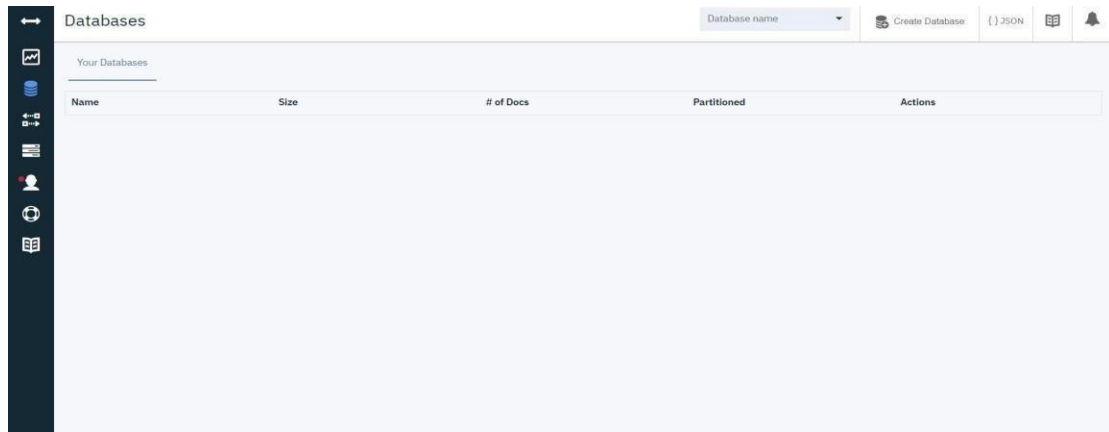 Databases
Database name
Create Database
{ } JSON
Your Databases
Name Size # of Docs Partitioned Actions